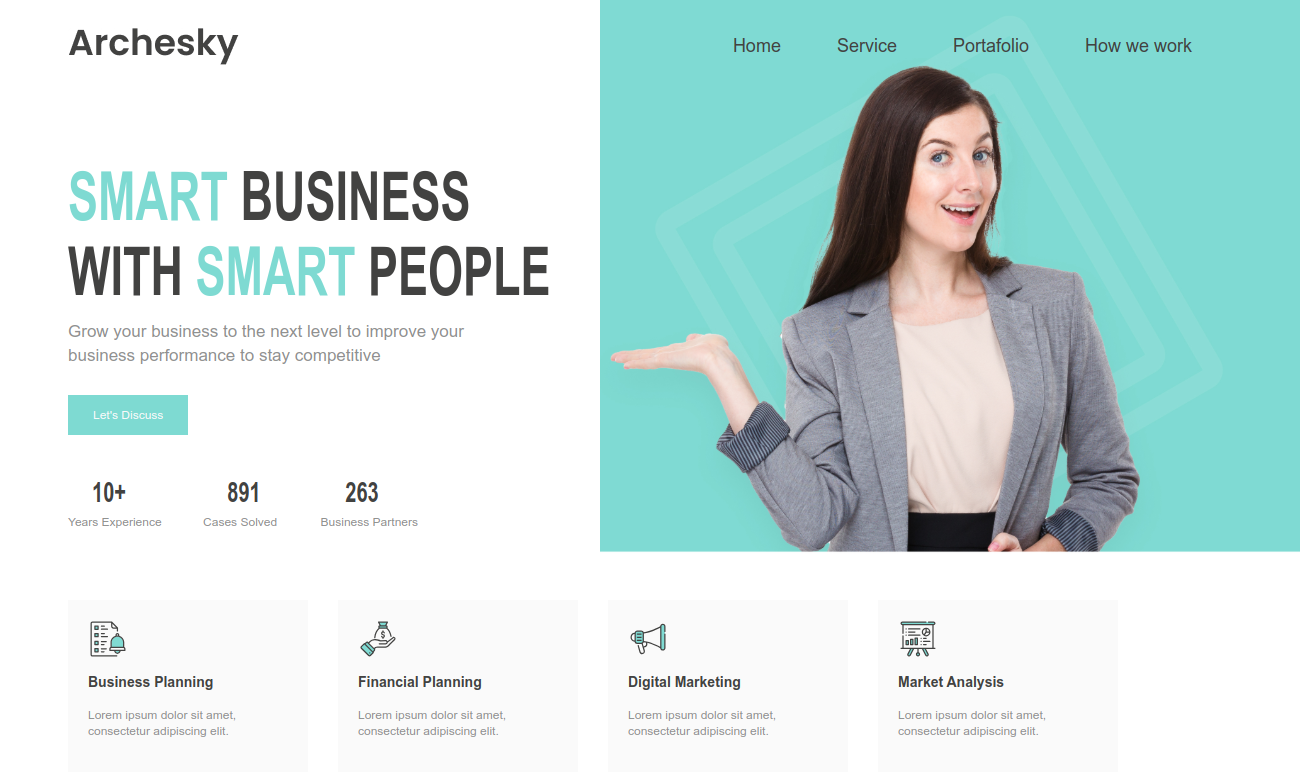 Archesky
Home
Service
Portafolio
How we work
SMART BUSINESS
WITH SMART PEOPLE
Grow your business to the next level to improve your
business performance to stay competitive
Let's Discuss
10+
Years Experience
891
Cases Solved
263
Business Partners
Business Planning
Lorem ipsum dolor sit amet,
consectetur adipiscing elit.
Financial Planning
Lorem ipsum dolor sit amet,
consectetur adipiscing elit.
Digital Marketing
Lorem ipsum dolor sit amet,
consectetur adipiscing elit.
Market Analysis
Lorem ipsum dolor sit amet,
consectetur adipiscing elit.